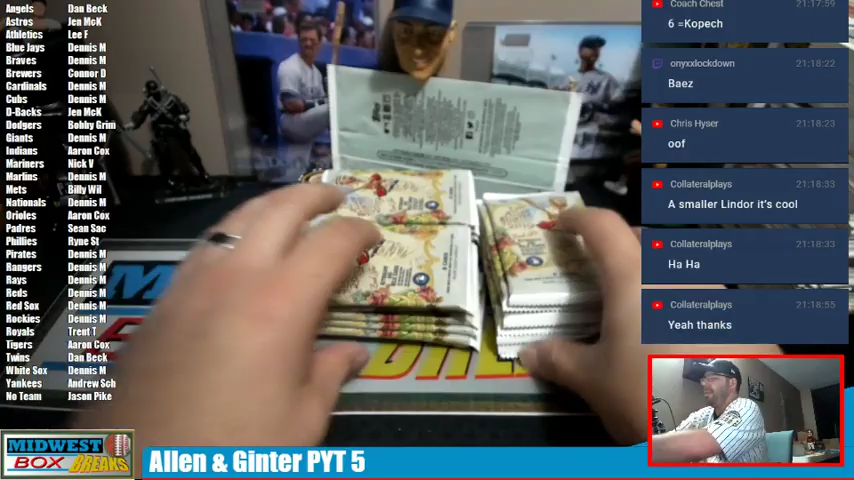 Angels Dan Beck
Astros Jen McK
Athletics Lee F
Blue Jays Dennis M
Braves Dennis M
Brewers Connor D
Cardinals Dennis M
Cubs Dennis M
D-Backs Jen McK
Dodgers Bobby Grim
Giants Dennis M
Indians Aaron Cox
Mariners Nick V
Marlins Dennis M
Mets Billy Wil
Nationals Dennis M
Orioles Aaron Cox
Padres Sean Sac
Phillies Ryne St
Pirates Dennis M
Rangers Dennis M
Rays Dennis M
Reds Dennis M
Red Sox Dennis M
Rockies Dennis M
Royals Trent T
Tigers Aaron Cox
Twins Dan Beck
White Sox Dennis M
Yankees Andrew Sch
No Team Jason Pike
MIDWEST
BOX BREAKS
Allen & Ginter PYT 5
topps
Coach Chest 21:17:59
6 =Kopech
onyxxlockdown 21:18:22
Baez
Chris Hyser 21:18:23
oof
Collateralplays 21:18:33
A smaller Lindor it's cool
Collateralplays 21:18:33
Ha Ha
Collateralplays 21:18:55
Yeah thanks